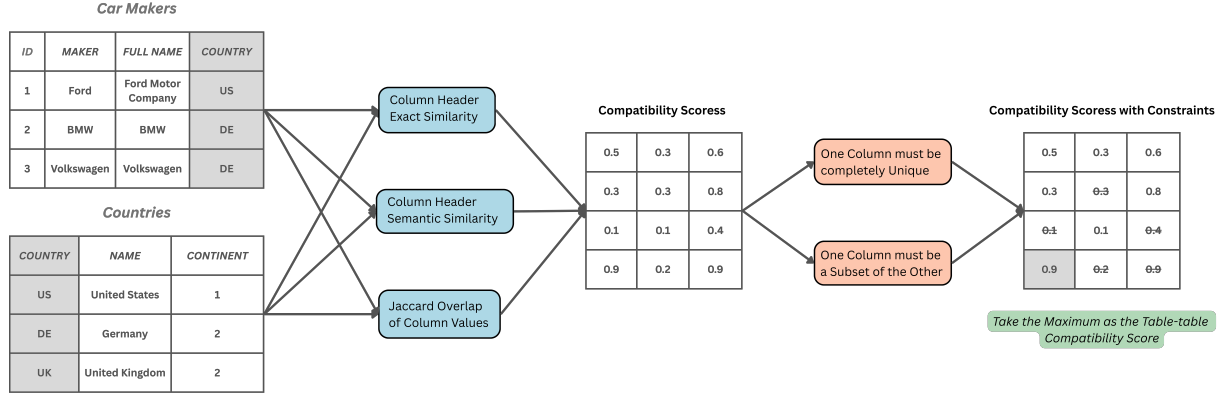 Car Makers
ID MAKER FULL NAME COUNTRY
1 Ford Ford Motor Company US
2 BMW BMW DE
3 Volkswagen Volkswagen DE
Countries
COUNTRY NAME CONTINENT
US United States 1
DE Germany 2
UK United Kingdom 2
Column Header
Exact Similarity
Column Header
Semantic Similarity
Jaccard Overlap
of Column Values
Compatibility Scoress
0.5 0.3 0.6
0.3 0.3 0.8
0.1 0.1 0.4
0.9 0.2 0.9
One Column must be
completely Unique
One Column must be
a Subset of the Other
Compatibility Scoress with Constraints
0.5 0.3 0.6
0.3 0.3 0.8
0.1 0.1 0.4
0.9 0.2 0.9
Take the Maximum as the Table-table
Compatibility Score